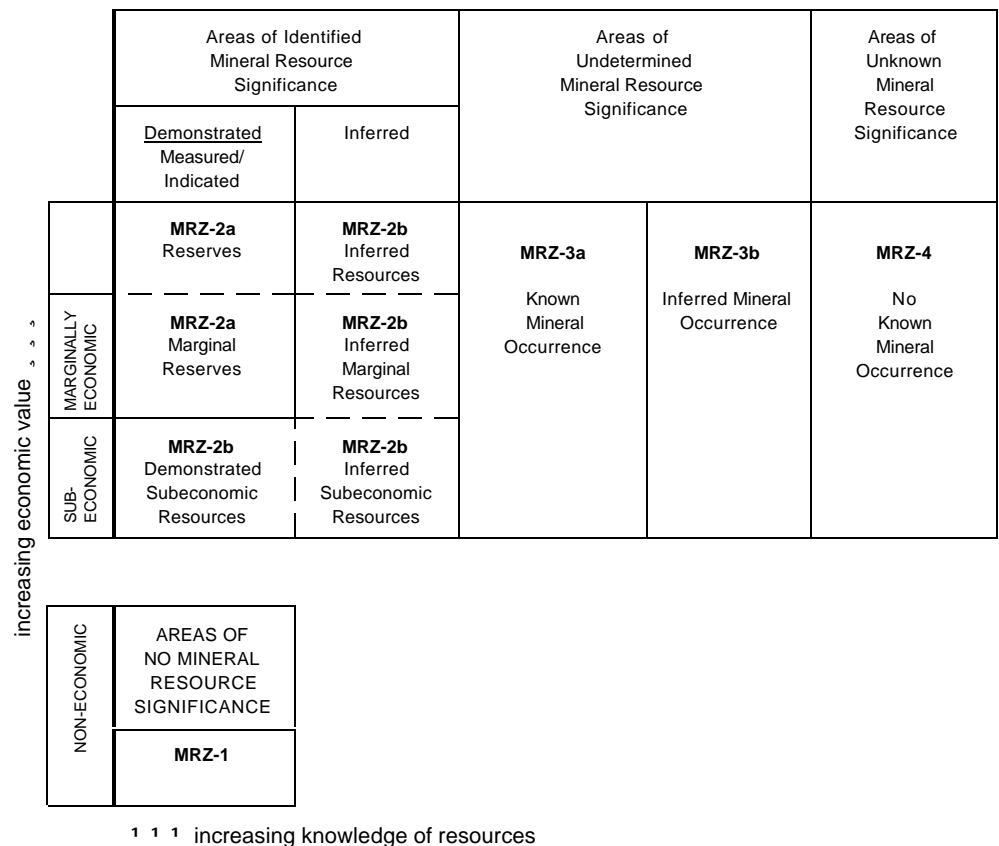 Areas of Identified
Mineral Resource
Significance
Areas of
Undetermined
Mineral Resource
Significance
Areas of
Unknown
Mineral
Resource
Significance
Demonstrated
Measured/
Indicated
Inferred
MRZ-2a
Reserves
MRZ-2b
Inferred
Resources
MRZ-3a
Known
Mineral
Occurrence
MRZ-3b
Inferred Mineral
Occurrence
MRZ-4
No
Known
Mineral
Occurrence
MARGINALLY
ECONOMIC
MRZ-2a
Marginal
Reserves
MRZ-2b
Inferred
Marginal
Resources
SUB-
ECONOMIC
MRZ-2b
Demonstrated
Subeconomic
Resources
MRZ-2b
Inferred
Subeconomic
Resources
increasing economic value
NON-ECONOMIC
AREAS OF
NO MINERAL
RESOURCE
SIGNIFICANCE
MRZ-1
1 1 1 increasing knowledge of resources